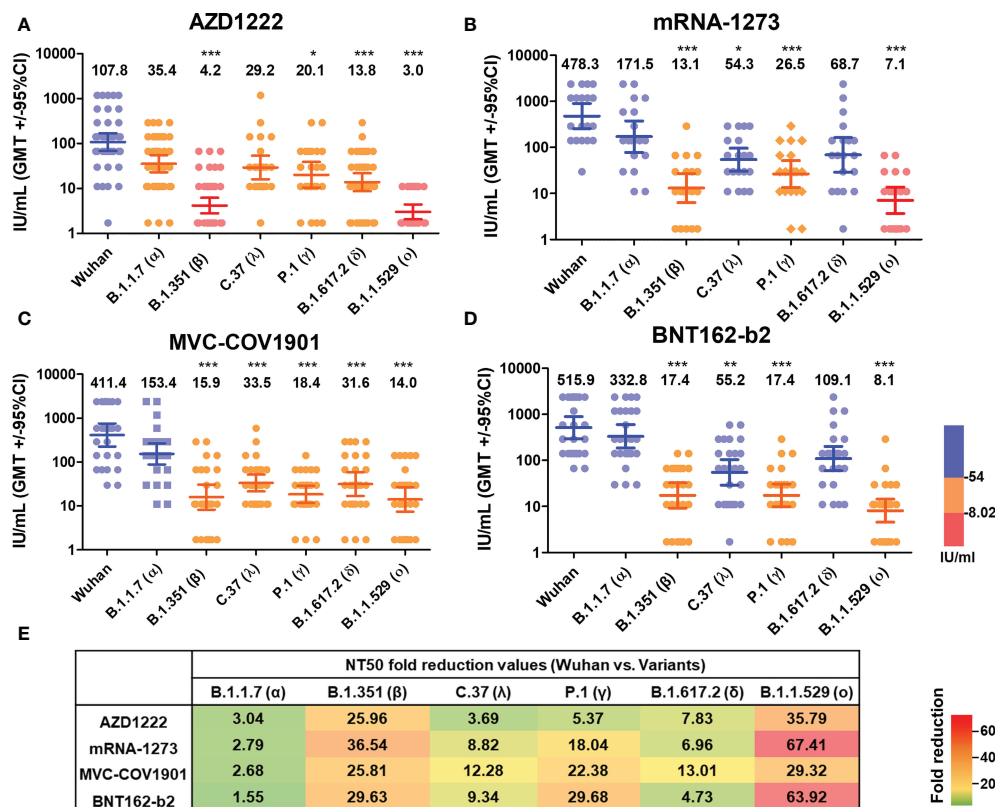 A
AZD1222
IU/mL (GMT +/-95%CI)
10000
1000
100
10
1
*** * *** ***
107.8 35.4 4.2 29.2 20.1 13.8 3.0
Wuhan B.1.1.7 (α) B.1.351 (β) C.37 (λ) P.1 (γ) B.1.617.2 (δ) B.1.1.529 (ο)
B
mRNA-1273
IU/mL (GMT +/-95%CI)
10000
1000
100
10
1
*** * *** ***
478.3 171.5 13.1 54.3 26.5 68.7 7.1
Wuhan B.1.1.7 (α) B.1.351 (β) C.37 (λ) P.1 (γ) B.1.617.2 (δ) B.1.1.529 (ο)
C
MVC-COV1901
IU/mL (GMT +/-95%CI)
10000
1000
100
10
1
*** *** *** *** ***
411.4 153.4 15.9 33.5 18.4 31.6 14.0
Wuhan B.1.1.7 (α) B.1.351 (β) C.37 (λ) P.1 (γ) B.1.617.2 (δ) B.1.1.529 (ο)
D
BNT162-b2
IU/mL (GMT +/-95%CI)
10000
1000
100
10
1
*** ** *** ***
515.9 332.8 17.4 55.2 17.4 109.1 8.1
Wuhan B.1.1.7 (α) B.1.351 (β) C.37 (λ) P.1 (γ) B.1.617.2 (δ) B.1.1.529 (ο)
54
8.02
IU/ml
E
NT50 fold reduction values (Wuhan vs. Variants)
B.1.1.7 (α) B.1.351 (β) C.37 (λ) P.1 (γ) B.1.617.2 (δ) B.1.1.529 (ο)
AZD1222 3.04 25.96 3.69 5.37 7.83 35.79
mRNA-1273 2.79 36.54 8.82 18.04 6.96 67.41
MVC-COV1901 2.68 25.81 12.28 22.38 13.01 29.32
BNT162-b2 1.55 29.63 9.34 29.68 4.73 63.92
Fold reduction
60
40
20